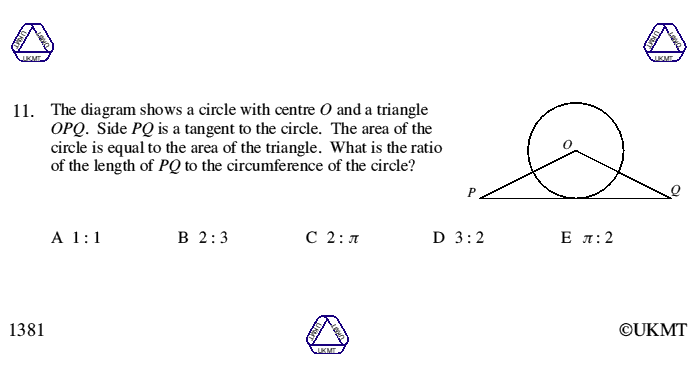 UKMT UKMT UKMT
UKMT UKMT UKMT
11. The diagram shows a circle with centre O and a triangle
OPQ. Side PQ is a tangent to the circle. The area of the
circle is equal to the area of the triangle. What is the ratio
of the length of PQ to the circumference of the circle?
O
P
Q
A 1 : 1 B 2 : 3 C 2 : π D 3 : 2 E π : 2
1381
UKMT UKMT UKMT
©UKMT